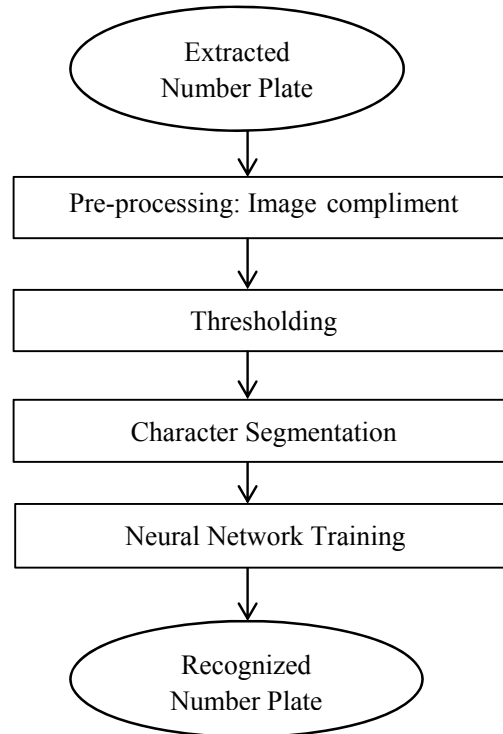 Extracted
Number Plate
Pre-processing: Image compliment
Thresholding
Character Segmentation
Neural Network Training
Recognized
Number Plate